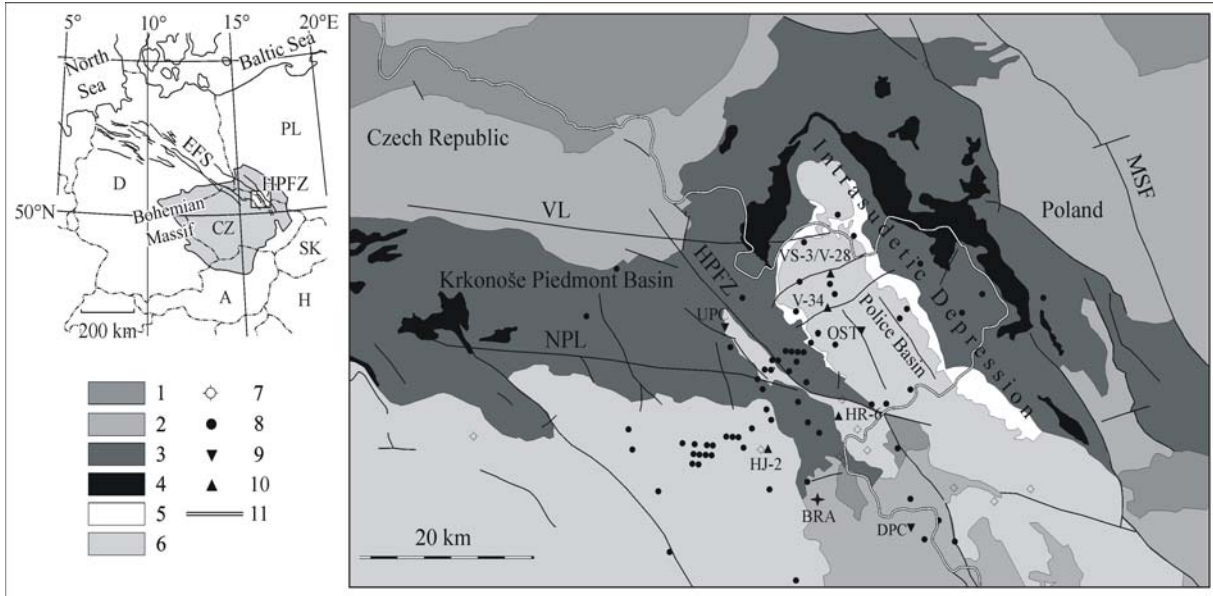 5° 10° 15° 20°E
North
Sea
Baltic Sea
PL
EFS
D
HPFZ
50°N
Bohemian
Massif
CZ
SK
A
H
200 km
1 7
2 8
3 9
4 10
5 11
6
Czech Republic
Poland
MSF
VL
HPFZ
Intrasudetic Depression
VS-3/V-28
Krkonoše Piedmont Basin
V-34
UPC
OST
Police Basin
NPL
HR-6
HJ-2
BRA
DPC
20 km